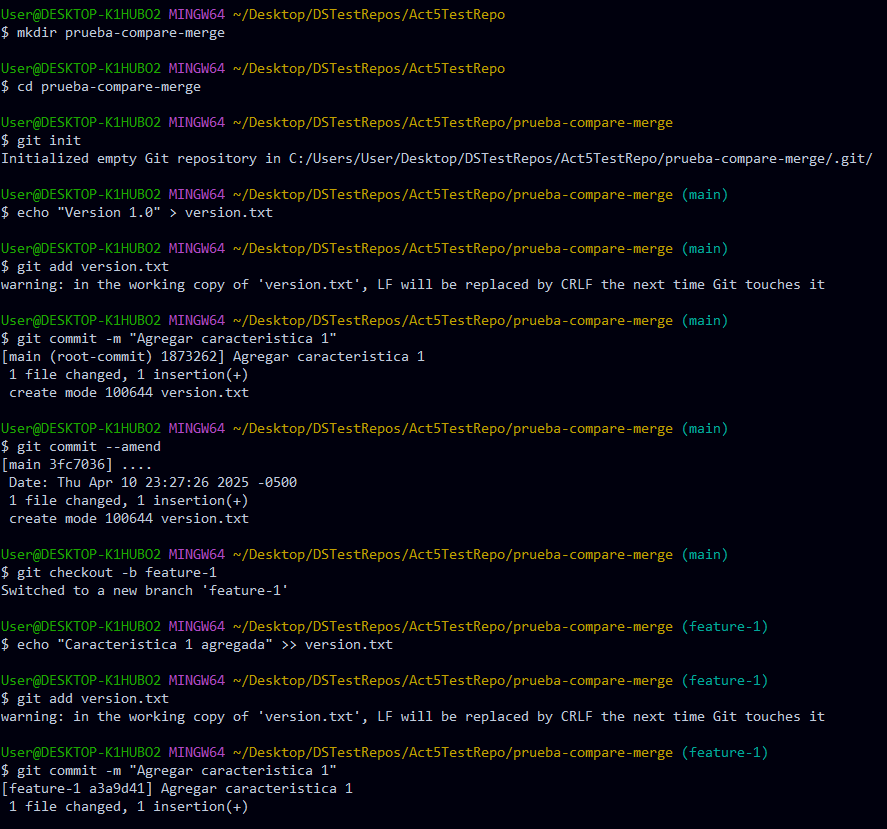 User@DESKTOP-K1HUBO2 MINGW64 ~/Desktop/DSTestRepos/Act5TestRepo
$ mkdir prueba-compare-merge
User@DESKTOP-K1HUBO2 MINGW64 ~/Desktop/DSTestRepos/Act5TestRepo
$ cd prueba-compare-merge
User@DESKTOP-K1HUBO2 MINGW64 ~/Desktop/DSTestRepos/Act5TestRepo/prueba-compare-merge
$ git init
Initialized empty Git repository in C:/Users/User/Desktop/DSTestRepos/Act5TestRepo/prueba-compare-merge/.git/
User@DESKTOP-K1HUBO2 MINGW64 ~/Desktop/DSTestRepos/Act5TestRepo/prueba-compare-merge (main)
$ echo "Version 1.0" > version.txt
User@DESKTOP-K1HUBO2 MINGW64 ~/Desktop/DSTestRepos/Act5TestRepo/prueba-compare-merge (main)
$ git add version.txt
warning: in the working copy of 'version.txt', LF will be replaced by CRLF the next time Git touches it
User@DESKTOP-K1HUBO2 MINGW64 ~/Desktop/DSTestRepos/Act5TestRepo/prueba-compare-merge (main)
$ git commit -m "Agregar caracteristica 1"
[main (root-commit) 1873262] Agregar caracteristica 1
 1 file changed, 1 insertion(+)
 create mode 100644 version.txt
User@DESKTOP-K1HUBO2 MINGW64 ~/Desktop/DSTestRepos/Act5TestRepo/prueba-compare-merge (main)
$ git commit --amend
[main 3fc7036] ....
 Date: Thu Apr 10 23:27:26 2025 -0500
 1 file changed, 1 insertion(+)
 create mode 100644 version.txt
User@DESKTOP-K1HUBO2 MINGW64 ~/Desktop/DSTestRepos/Act5TestRepo/prueba-compare-merge (main)
$ git checkout -b feature-1
Switched to a new branch 'feature-1'
User@DESKTOP-K1HUBO2 MINGW64 ~/Desktop/DSTestRepos/Act5TestRepo/prueba-compare-merge (feature-1)
$ echo "Caracteristica 1 agregada" >> version.txt
User@DESKTOP-K1HUBO2 MINGW64 ~/Desktop/DSTestRepos/Act5TestRepo/prueba-compare-merge (feature-1)
$ git add version.txt
warning: in the working copy of 'version.txt', LF will be replaced by CRLF the next time Git touches it
User@DESKTOP-K1HUBO2 MINGW64 ~/Desktop/DSTestRepos/Act5TestRepo/prueba-compare-merge (feature-1)
$ git commit -m "Agregar caracteristica 1"
[feature-1 a3a9d41] Agregar caracteristica 1
 1 file changed, 1 insertion(+)